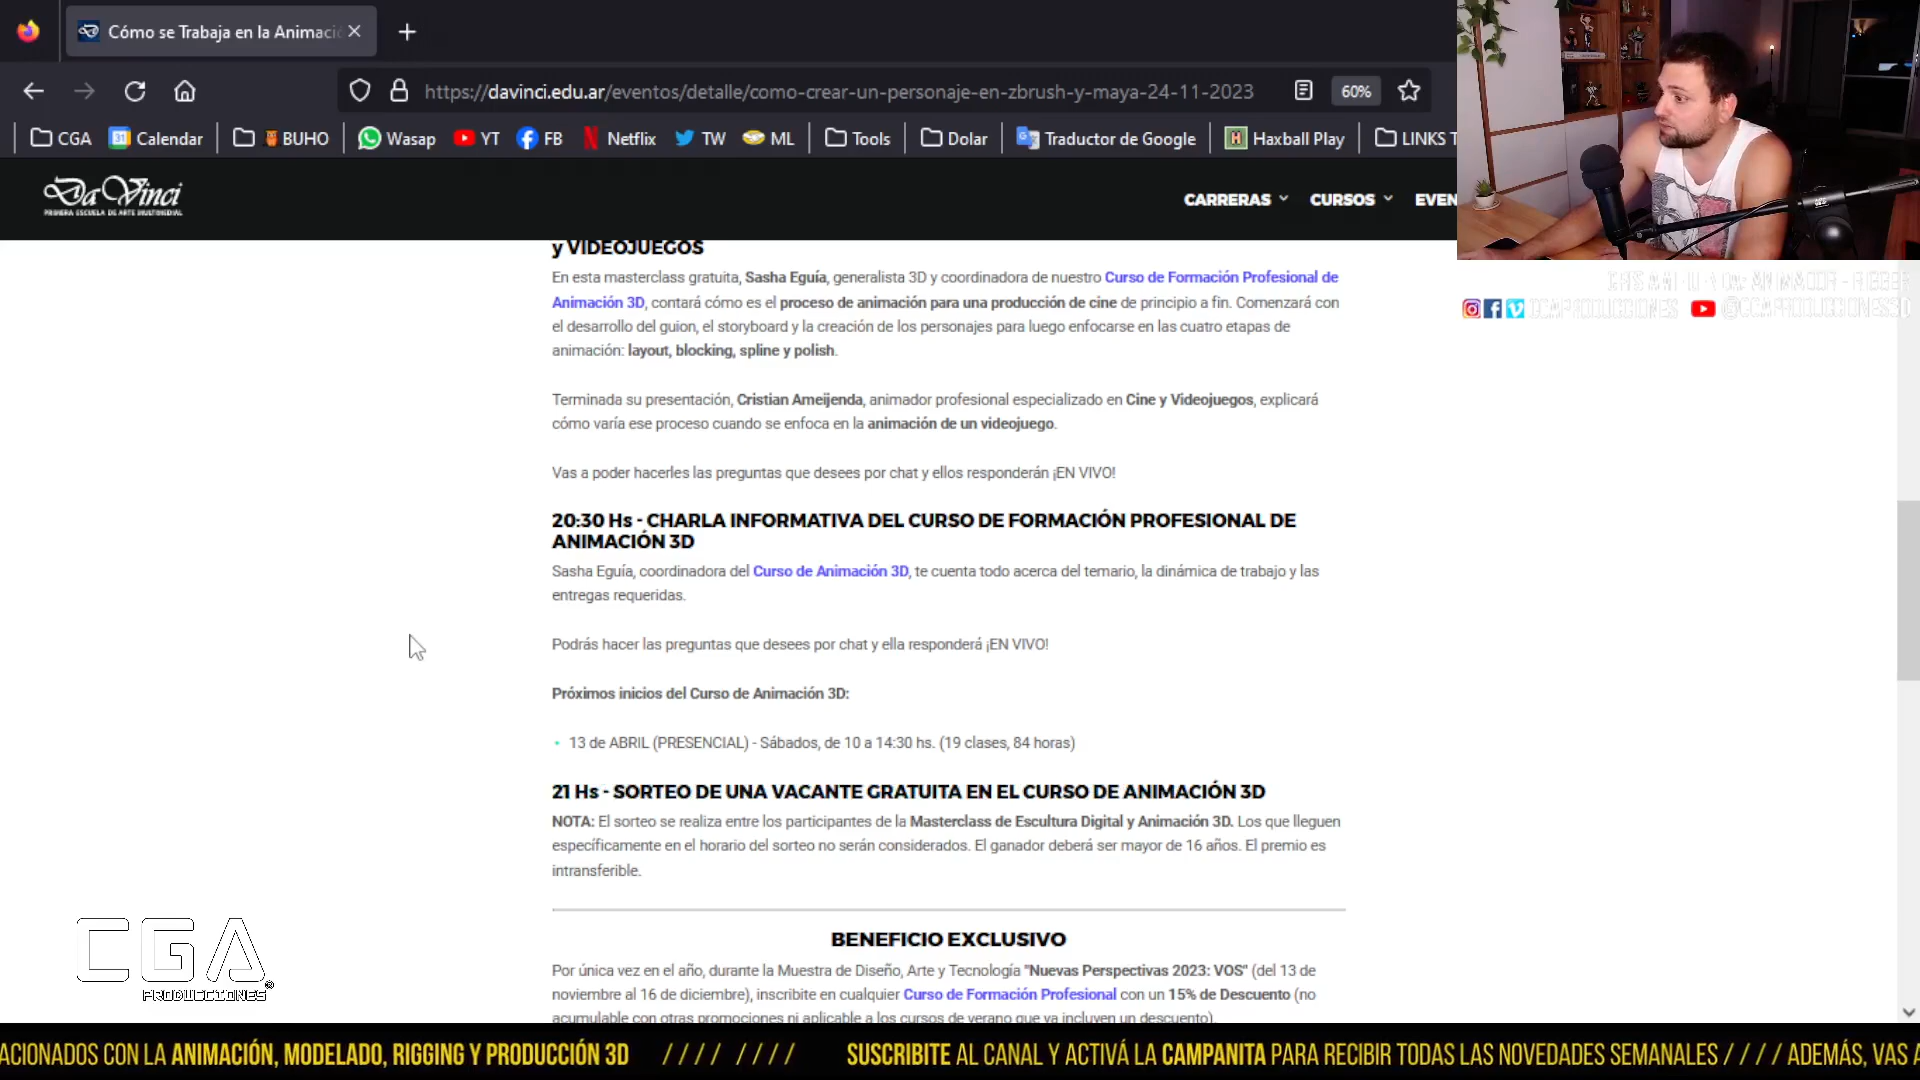 Cómo se Trabaja en la Animaci
https://davinci.edu.ar/eventos/detalle/como-crear-un-personaje-en-zbrush-y-maya-24-11-2023
60%
CGA Calendar BUHO Wasap YT FB Netflix TW ML Tools Dolar Traductor de Google Haxball Play LINKS T
Da Vinci
PRIMERA ESCUELA DE ARTE MULTIMEDIAL
CARRERAS CURSOS EVEN
y VIDEOJUEGOS
En esta masterclass gratuita, Sasha Eguía, generalista 3D y coordinadora de nuestro Curso de Formación Profesional de
Animación 3D, contará cómo es el proceso de animación para una producción de cine de principio a fin. Comenzará con
el desarrollo del guion, el storyboard y la creación de los personajes para luego enfocarse en las cuatro etapas de
animación: layout, blocking, spline y polish.
Terminada su presentación, Cristian Ameijenda, animador profesional especializado en Cine y Videojuegos, explicará
cómo varía ese proceso cuando se enfoca en la animación de un videojuego.
Vas a poder hacerles las preguntas que desees por chat y ellos responderán ¡EN VIVO!
20:30 Hs - CHARLA INFORMATIVA DEL CURSO DE FORMACIÓN PROFESIONAL DE
ANIMACIÓN 3D
Sasha Eguía, coordinadora del Curso de Animación 3D, te cuenta todo acerca del temario, la dinámica de trabajo y las
entregas requeridas.
Podrás hacer las preguntas que desees por chat y ella responderá ¡EN VIVO!
Próximos inicios del Curso de Animación 3D:
• 13 de ABRIL (PRESENCIAL) - Sábados, de 10 a 14:30 hs. (19 clases, 84 horas)
21 Hs - SORTEO DE UNA VACANTE GRATUITA EN EL CURSO DE ANIMACIÓN 3D
NOTA: El sorteo se realiza entre los participantes de la Masterclass de Escultura Digital y Animación 3D. Los que lleguen
específicamente en el horario del sorteo no serán considerados. El ganador deberá ser mayor de 16 años. El premio es
intransferible.
BENEFICIO EXCLUSIVO
Por única vez en el año, durante la Muestra de Diseño, Arte y Tecnología "Nuevas Perspectivas 2023: VOS" (del 13 de
noviembre al 16 de diciembre), inscribite en cualquier Curso de Formación Profesional con un 15% de Descuento (no
acumulable con otras promociones ni aplicable a los cursos de verano que ya incluyen un descuento).
CGAPRODUCCIONES @CGAPRODUCCIONES3D
CGA
PRODUCCIONES®
ACIONADOS CON LA ANIMACIÓN, MODELADO, RIGGING Y PRODUCCIÓN 3D //// //// SUSCRIBITE AL CANAL Y ACTIVÁ LA CAMPANITA PARA RECIBIR TODAS LAS NOVEDADES SEMANALES //// ADEMÁS, VAS A